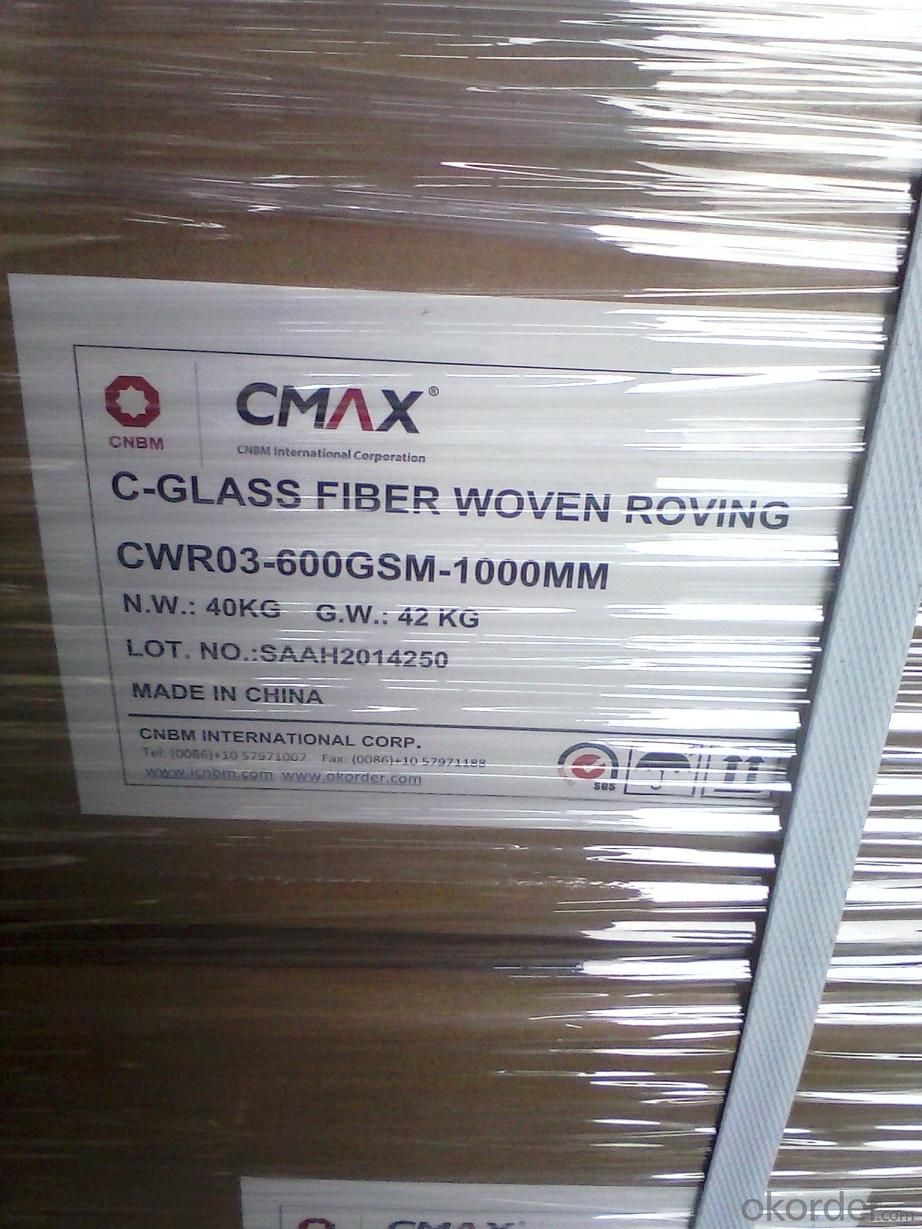 CNBM
CMAX®
CNBM International Corporation
C-GLASS FIBER WOVEN ROVING
CWR03-600GSM-1000MM
N.W.: 40KG G.W.: 42 KG
LOT. NO.:SAAH2014250
MADE IN CHINA
CNBM INTERNATIONAL CORP.
Tel: (0086)+10 57971007 Fax: (0086)+10 57971188
www.icnbm.com www.okorder.com
SGS
CMAX
okorder.com